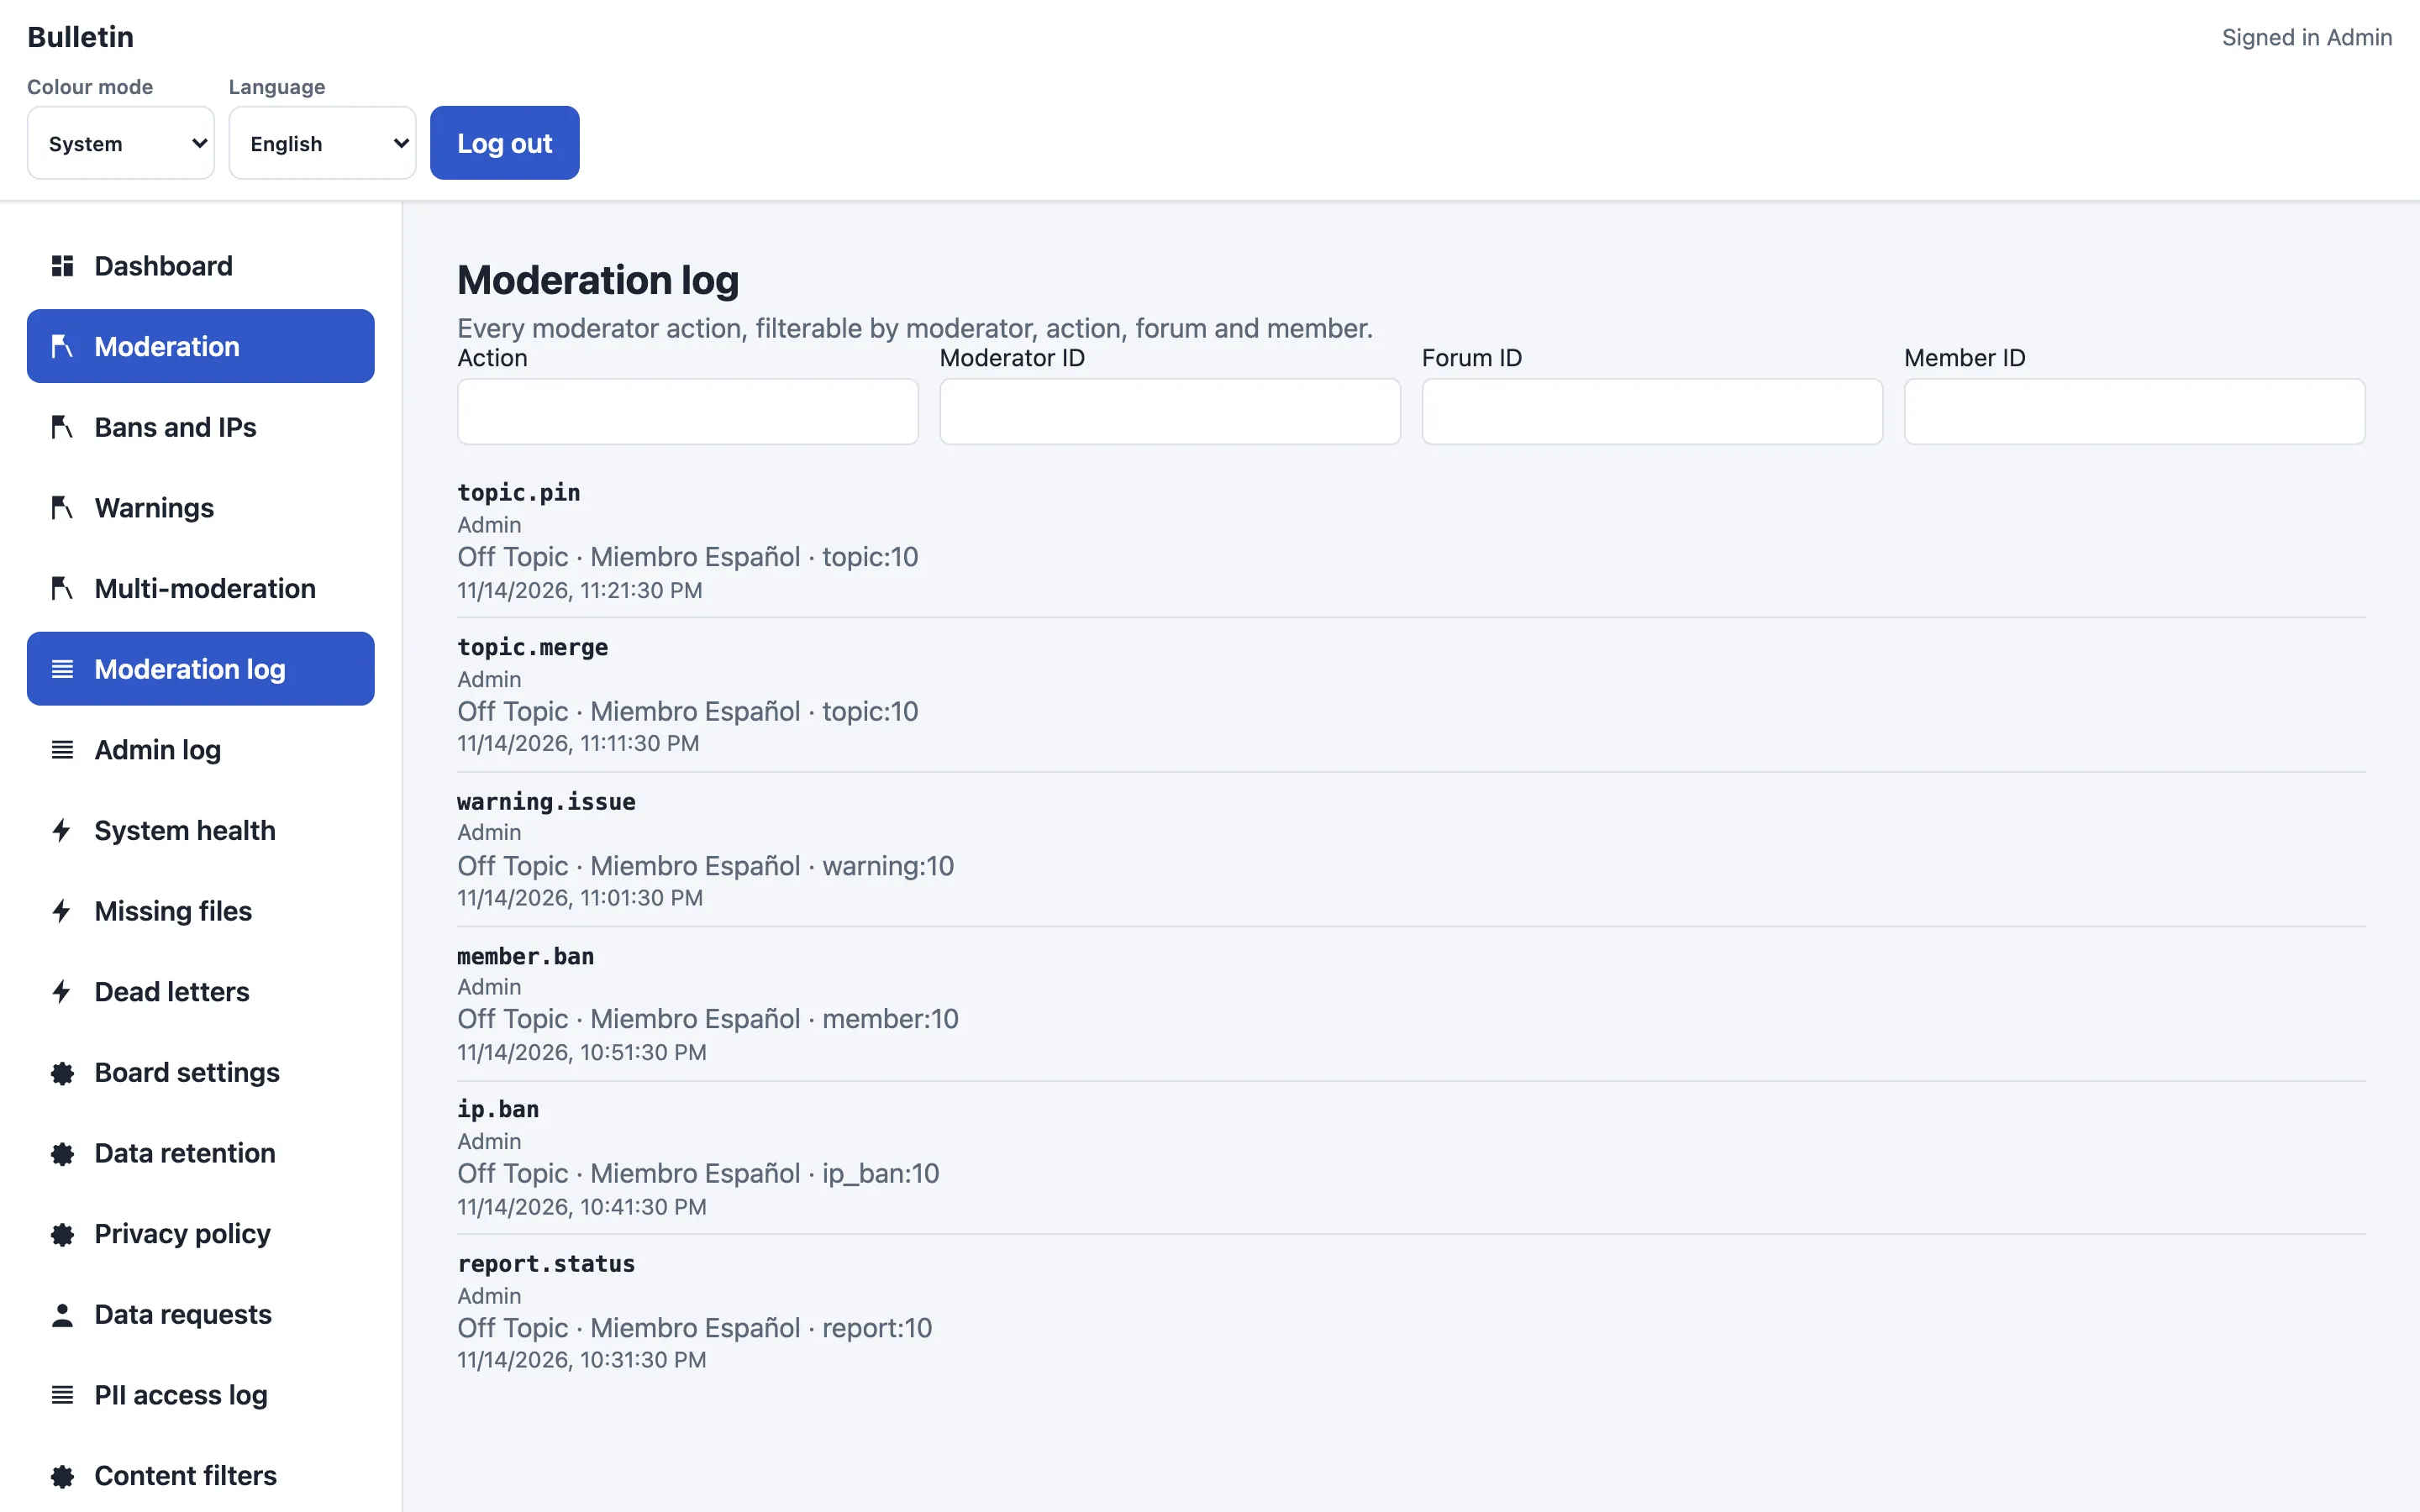 Bulletin
Signed in Admin
Colour mode
Language
System
English
Log out
Dashboard
Moderation
Bans and IPs
Warnings
Multi-moderation
Moderation log
Admin log
System health
Missing files
Dead letters
Board settings
Data retention
Privacy policy
Data requests
PII access log
Content filters
Moderation log
Every moderator action, filterable by moderator, action, forum and member.
Action
Moderator ID
Forum ID
Member ID
topic.pin
Admin
Off Topic · Miembro Español · topic:10
11/14/2026, 11:21:30 PM
topic.merge
Admin
Off Topic · Miembro Español · topic:10
11/14/2026, 11:11:30 PM
warning.issue
Admin
Off Topic · Miembro Español · warning:10
11/14/2026, 11:01:30 PM
member.ban
Admin
Off Topic · Miembro Español · member:10
11/14/2026, 10:51:30 PM
ip.ban
Admin
Off Topic · Miembro Español · ip_ban:10
11/14/2026, 10:41:30 PM
report.status
Admin
Off Topic · Miembro Español · report:10
11/14/2026, 10:31:30 PM